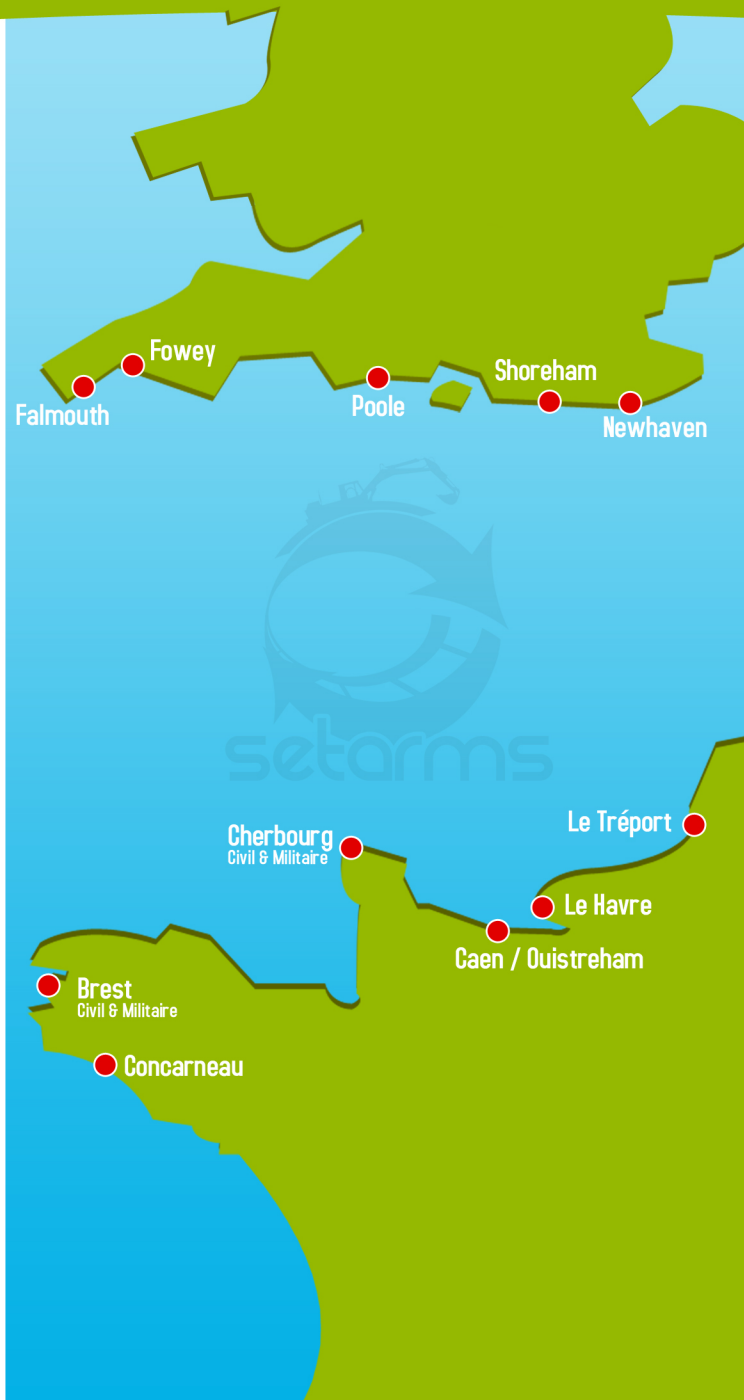 Fowey
Falmouth
Poole
Shoreham
Newhaven
setarms
Le Tréport
Cherbourg
Civil & Militaire
Le Havre
Caen / Ouistreham
Brest
Civil & Militaire
Concarneau